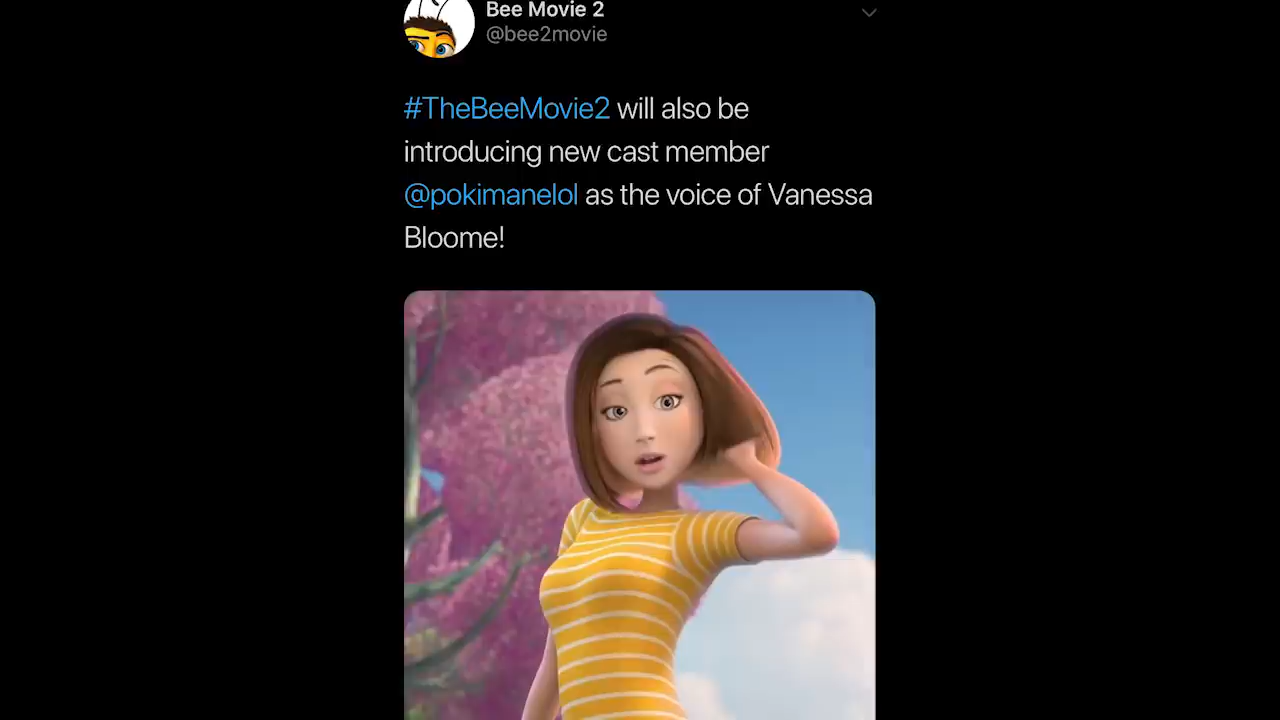 Bee Movie 2
@bee2movie
#TheBeeMovie2 will also be
introducing new cast member
@pokimanelol as the voice of Vanessa
Bloome!